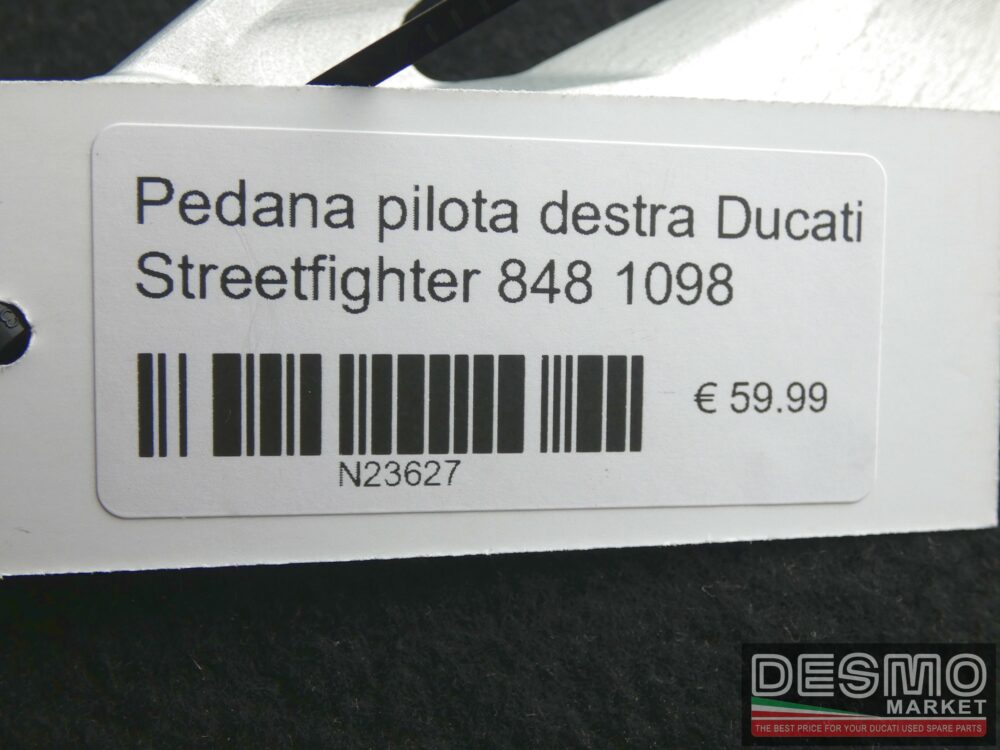 Pedana pilota destra Ducati
Streetfighter 848 1098
€ 59.99
N23627
DESMO
MARKET
THE BEST PRICE FOR YOUR DUCATI USED SPARE PARTS